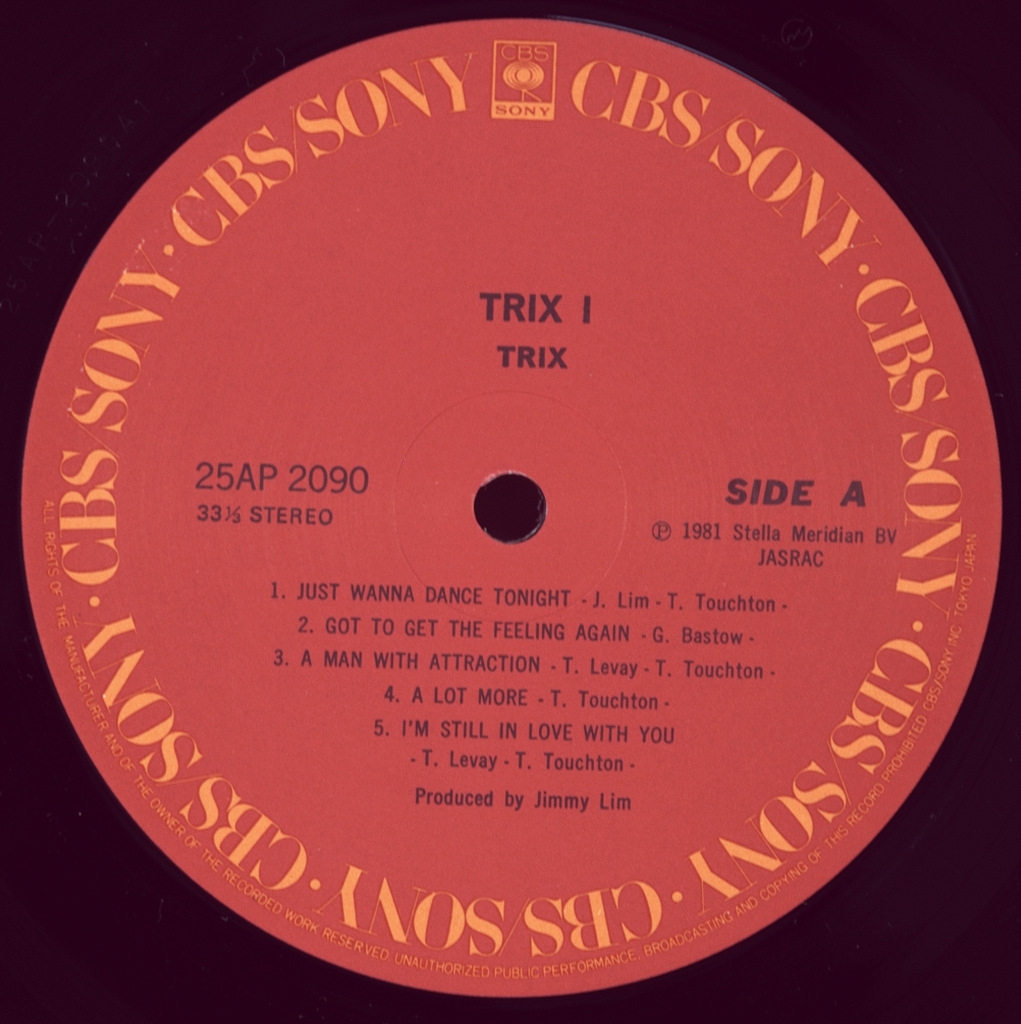 CBS
SONY
CBS/SONY · CBS/SONY · CBS/SONY · CBS/SONY · CBS/SONY · CBS/SONY · CBS/SONY · CBS/SONY
TRIX I
TRIX
25AP 2090
33⅓ STEREO
SIDE A
Ⓟ 1981 Stella Meridian BV
JASRAC
1. JUST WANNA DANCE TONIGHT - J. Lim - T. Touchton -
2. GOT TO GET THE FEELING AGAIN - G. Bastow -
3. A MAN WITH ATTRACTION - T. Levay - T. Touchton -
4. A LOT MORE - T. Touchton -
5. I'M STILL IN LOVE WITH YOU
- T. Levay - T. Touchton -
Produced by Jimmy Lim
ALL RIGHTS OF THE MANUFACTURER AND OF THE OWNER OF THE RECORDED WORK RESERVED. UNAUTHORIZED PUBLIC PERFORMANCE, BROADCASTING AND COPYING OF THIS RECORD PROHIBITED CBS/SONY INC. TOKYO JAPAN